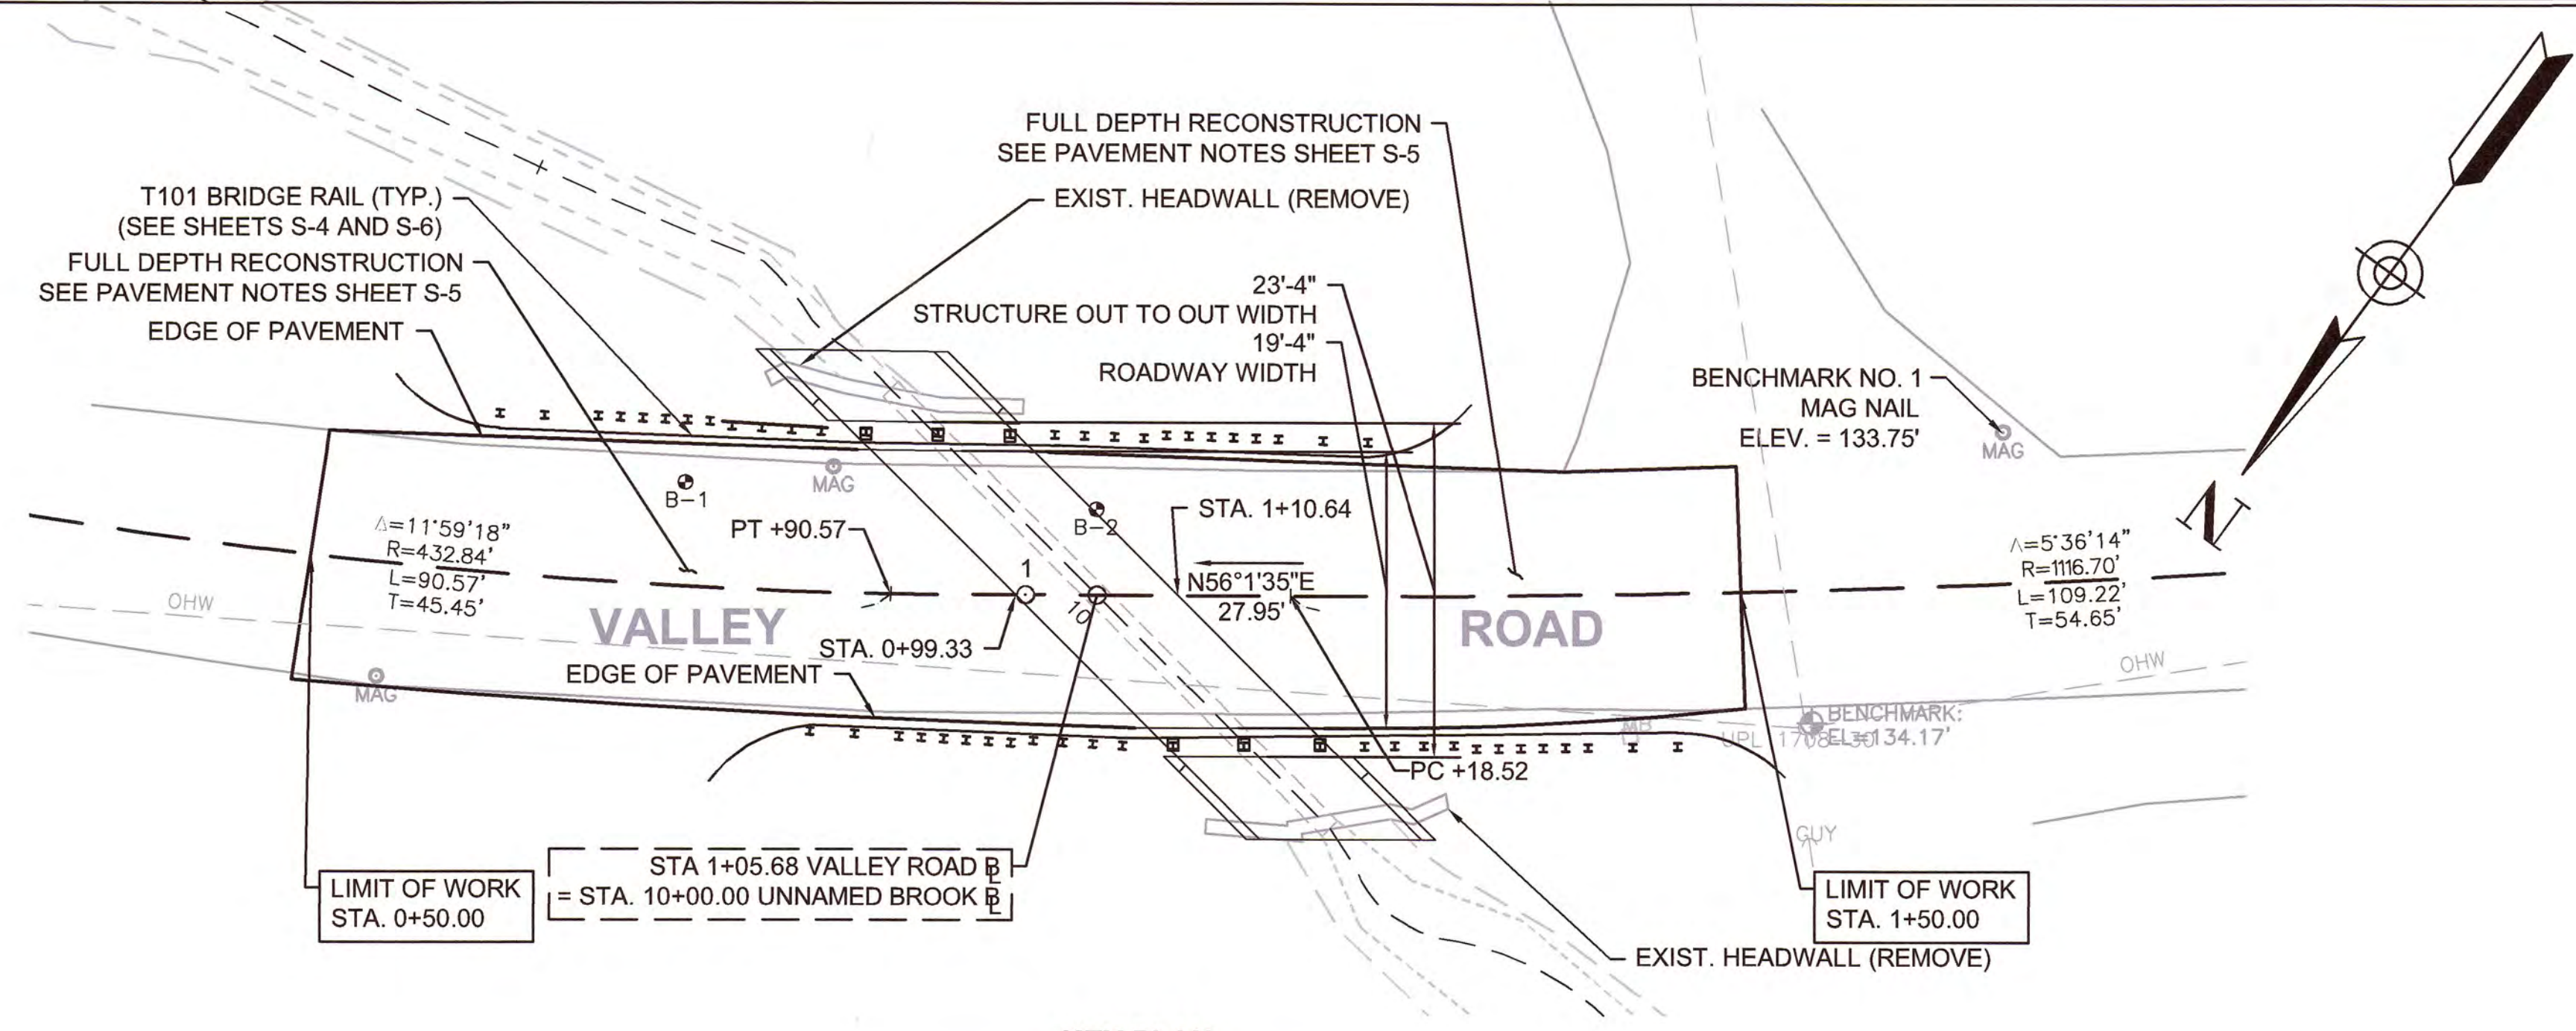 FULL DEPTH RECONSTRUCTION
SEE PAVEMENT NOTES SHEET S-5
EXIST. HEADWALL (REMOVE)
T101 BRIDGE RAIL (TYP.)
(SEE SHEETS S-4 AND S-6)
FULL DEPTH RECONSTRUCTION
SEE PAVEMENT NOTES SHEET S-5
EDGE OF PAVEMENT
23'-4"
STRUCTURE OUT TO OUT WIDTH
19'-4"
ROADWAY WIDTH
BENCHMARK NO. 1
MAG NAIL
ELEV. = 133.75'
MAG
N
MAG
B-1
B-2
PT +90.57
STA. 1+10.64
Δ=11°59'18"
R=432.84'
L=90.57'
T=45.45'
1
10
N56°1'35"E
27.95'
Δ=5°36'14"
R=1116.70'
L=109.22'
T=54.65'
OHW
VALLEY ROAD
STA. 0+99.33
EDGE OF PAVEMENT
MAG
OHW
MB
UPL 1708-30
BENCHMARK:
EL=134.17'
PC +18.52
GUY
STA 1+05.68 VALLEY ROAD BL
= STA. 10+00.00 UNNAMED BROOK BL
LIMIT OF WORK
STA. 0+50.00
LIMIT OF WORK
STA. 1+50.00
EXIST. HEADWALL (REMOVE)